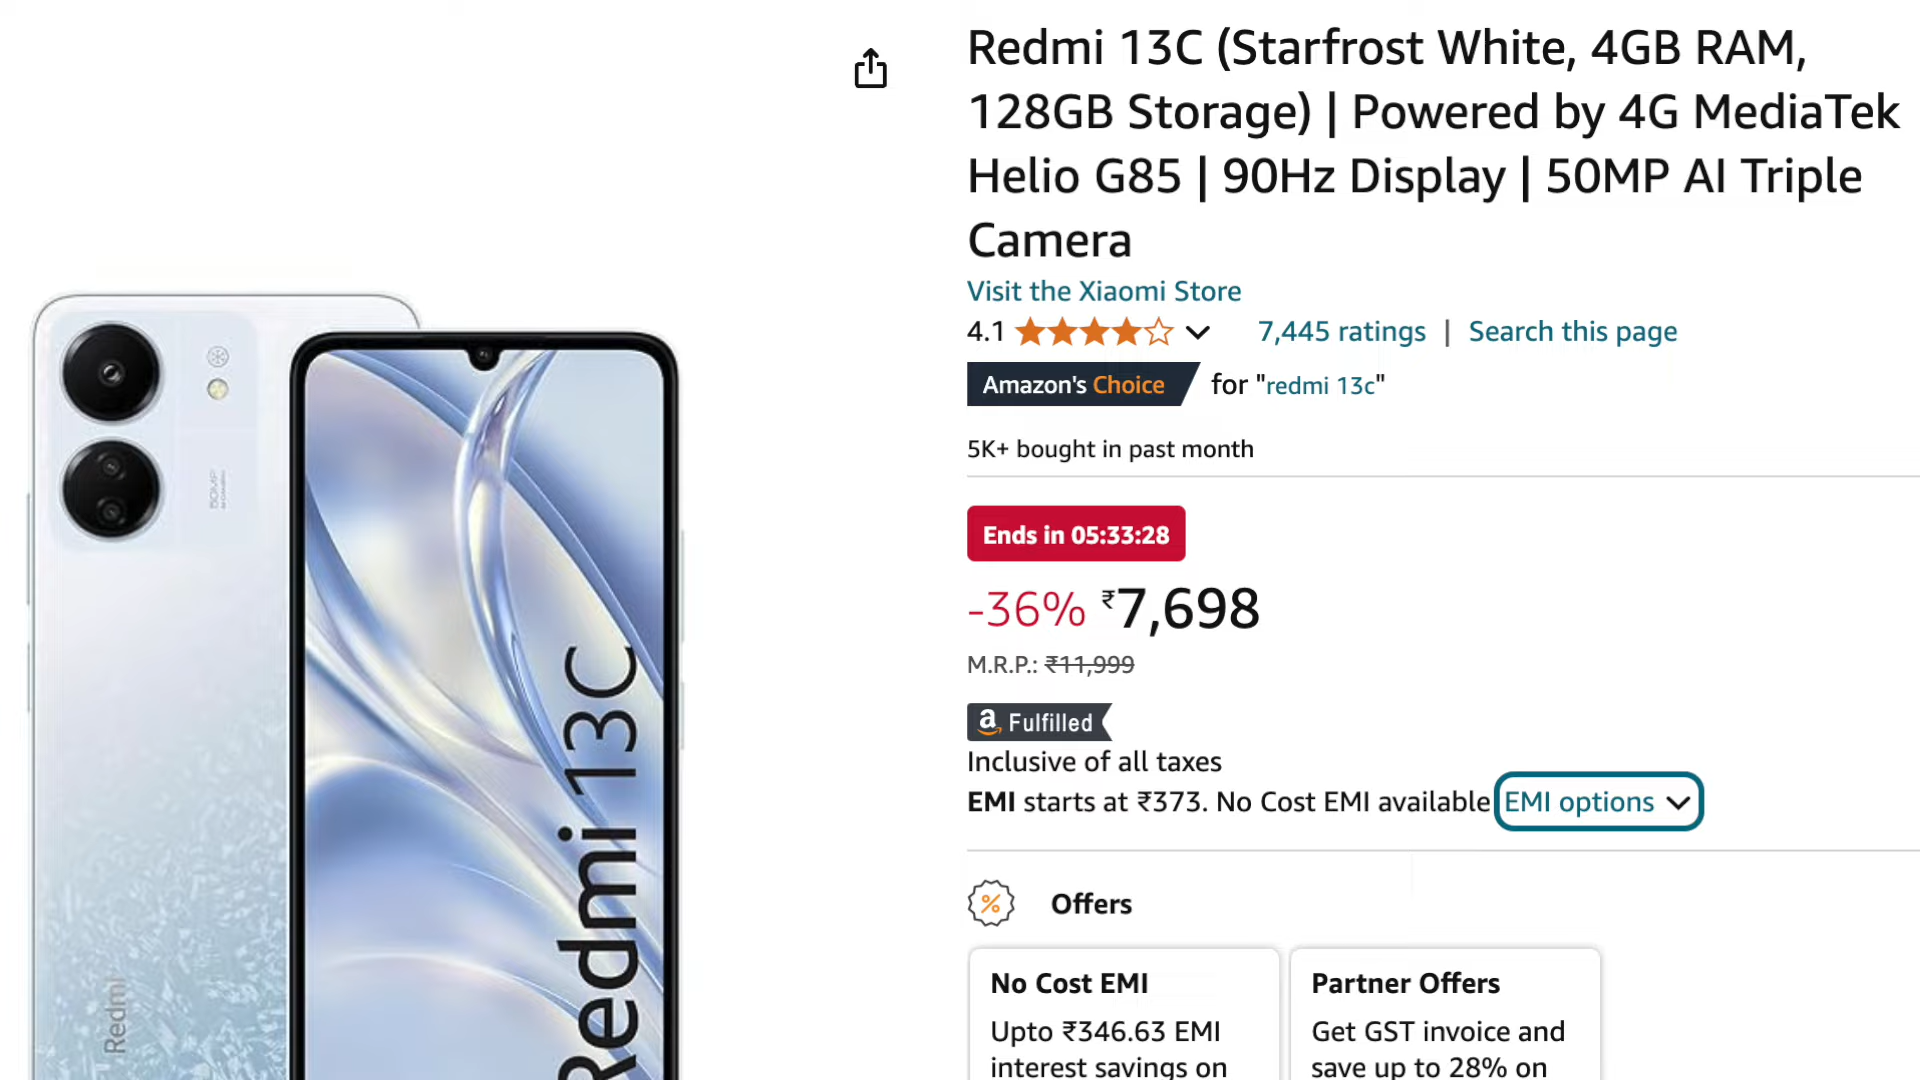 Redmi 13C (Starfrost White, 4GB RAM,
128GB Storage) | Powered by 4G MediaTek
Helio G85 | 90Hz Display | 50MP AI Triple
Camera
Visit the Xiaomi Store
4.1
7,445 ratings | Search this page
Amazon's Choice for "redmi 13c"
5K+ bought in past month
Ends in 05:33:28
-36% ₹7,698
M.R.P.: ₹11,999
a Fulfilled
Inclusive of all taxes
EMI starts at ₹373. No Cost EMI available EMI options
Offers
No Cost EMI
Upto ₹346.63 EMI
interest savings on
Partner Offers
Get GST invoice and
save up to 28% on
50MP
Redmi
Redmi 13C